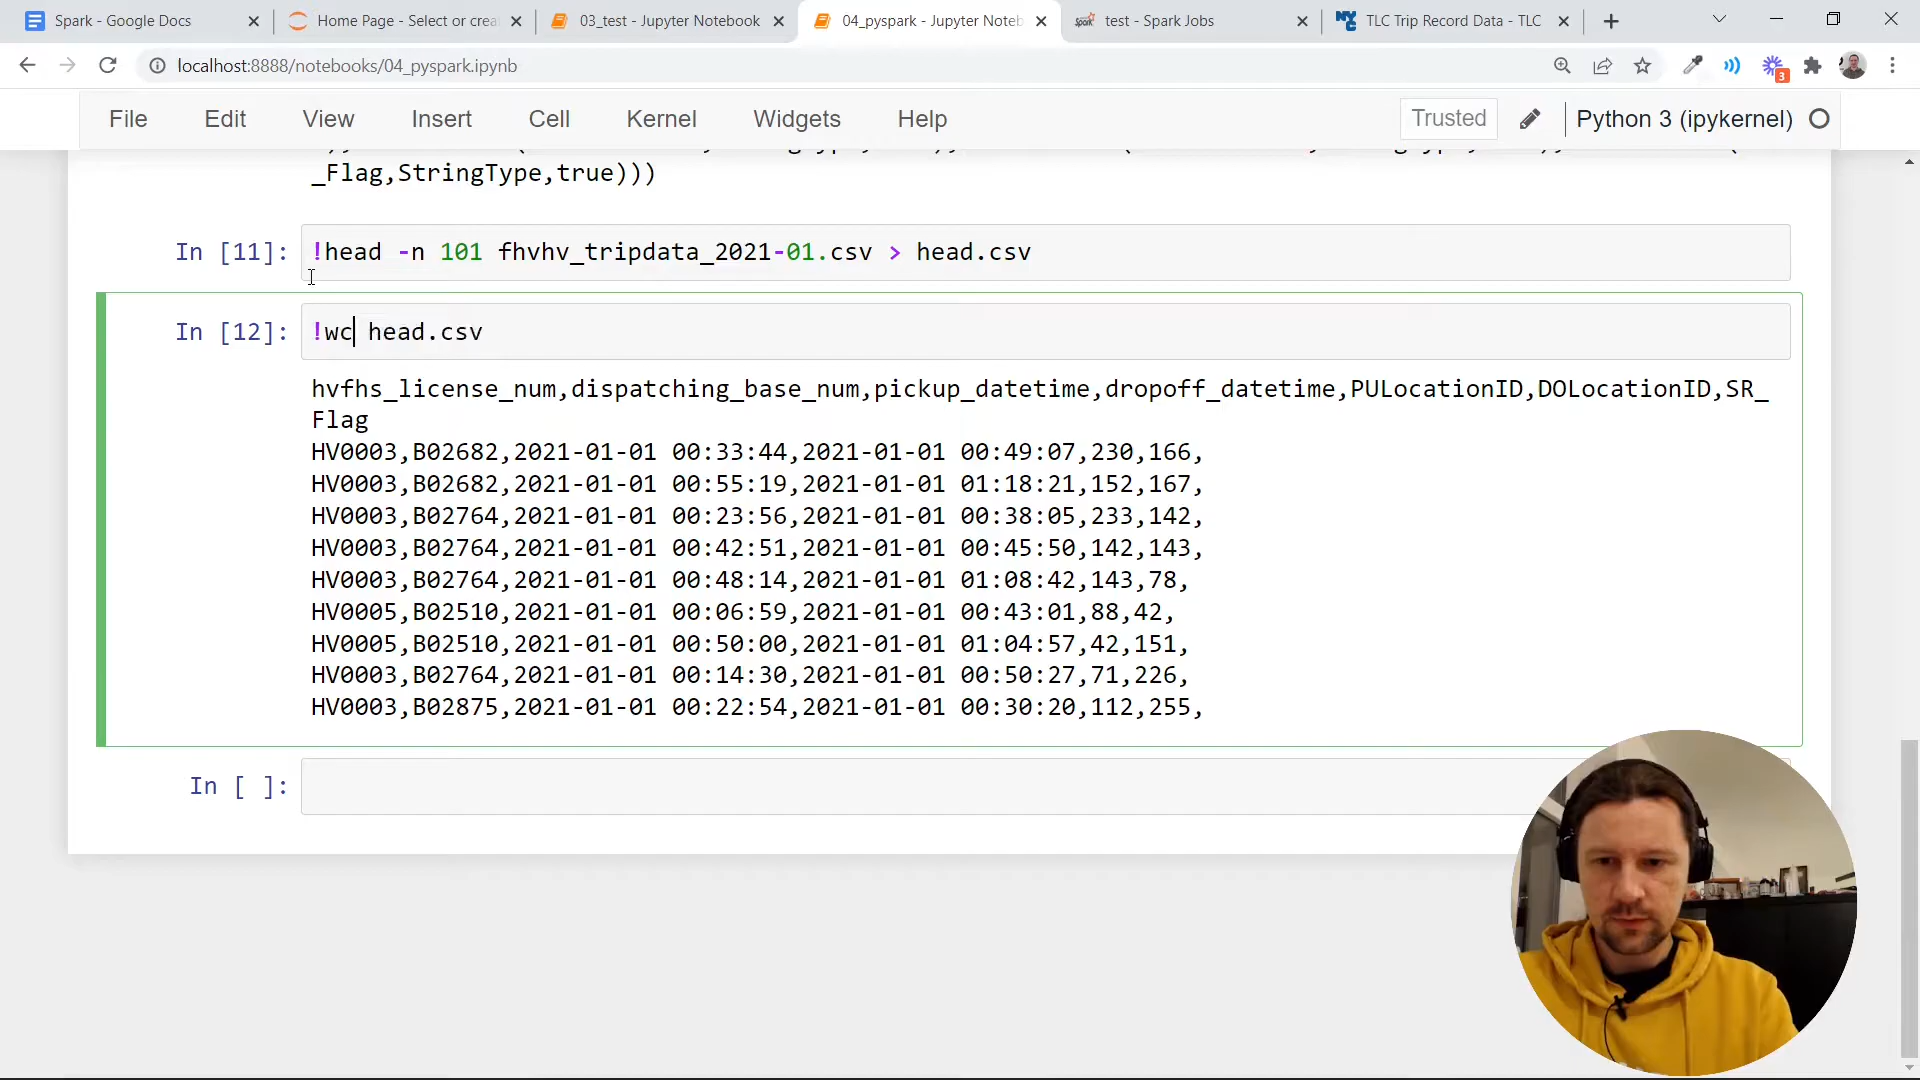 Spark - Google Docs
Home Page - Select or crea
03_test - Jupyter Notebook
04_pyspark - Jupyter Noteb
test - Spark Jobs
TLC Trip Record Data - TLC
localhost:8888/notebooks/04_pyspark.ipynb
3
File Edit View Insert Cell Kernel Widgets Help Trusted Python 3 (ipykernel)
_Flag,StringType,true)))
In [11]: !head -n 101 fhvhv_tripdata_2021-01.csv > head.csv
In [12]: !wc head.csv
hvfhs_license_num,dispatching_base_num,pickup_datetime,dropoff_datetime,PULocationID,DOLocationID,SR_
Flag
HV0003,B02682,2021-01-01 00:33:44,2021-01-01 00:49:07,230,166,
HV0003,B02682,2021-01-01 00:55:19,2021-01-01 01:18:21,152,167,
HV0003,B02764,2021-01-01 00:23:56,2021-01-01 00:38:05,233,142,
HV0003,B02764,2021-01-01 00:42:51,2021-01-01 00:45:50,142,143,
HV0003,B02764,2021-01-01 00:48:14,2021-01-01 01:08:42,143,78,
HV0005,B02510,2021-01-01 00:06:59,2021-01-01 00:43:01,88,42,
HV0005,B02510,2021-01-01 00:50:00,2021-01-01 01:04:57,42,151,
HV0003,B02764,2021-01-01 00:14:30,2021-01-01 00:50:27,71,226,
HV0003,B02875,2021-01-01 00:22:54,2021-01-01 00:30:20,112,255,
In [ ]: